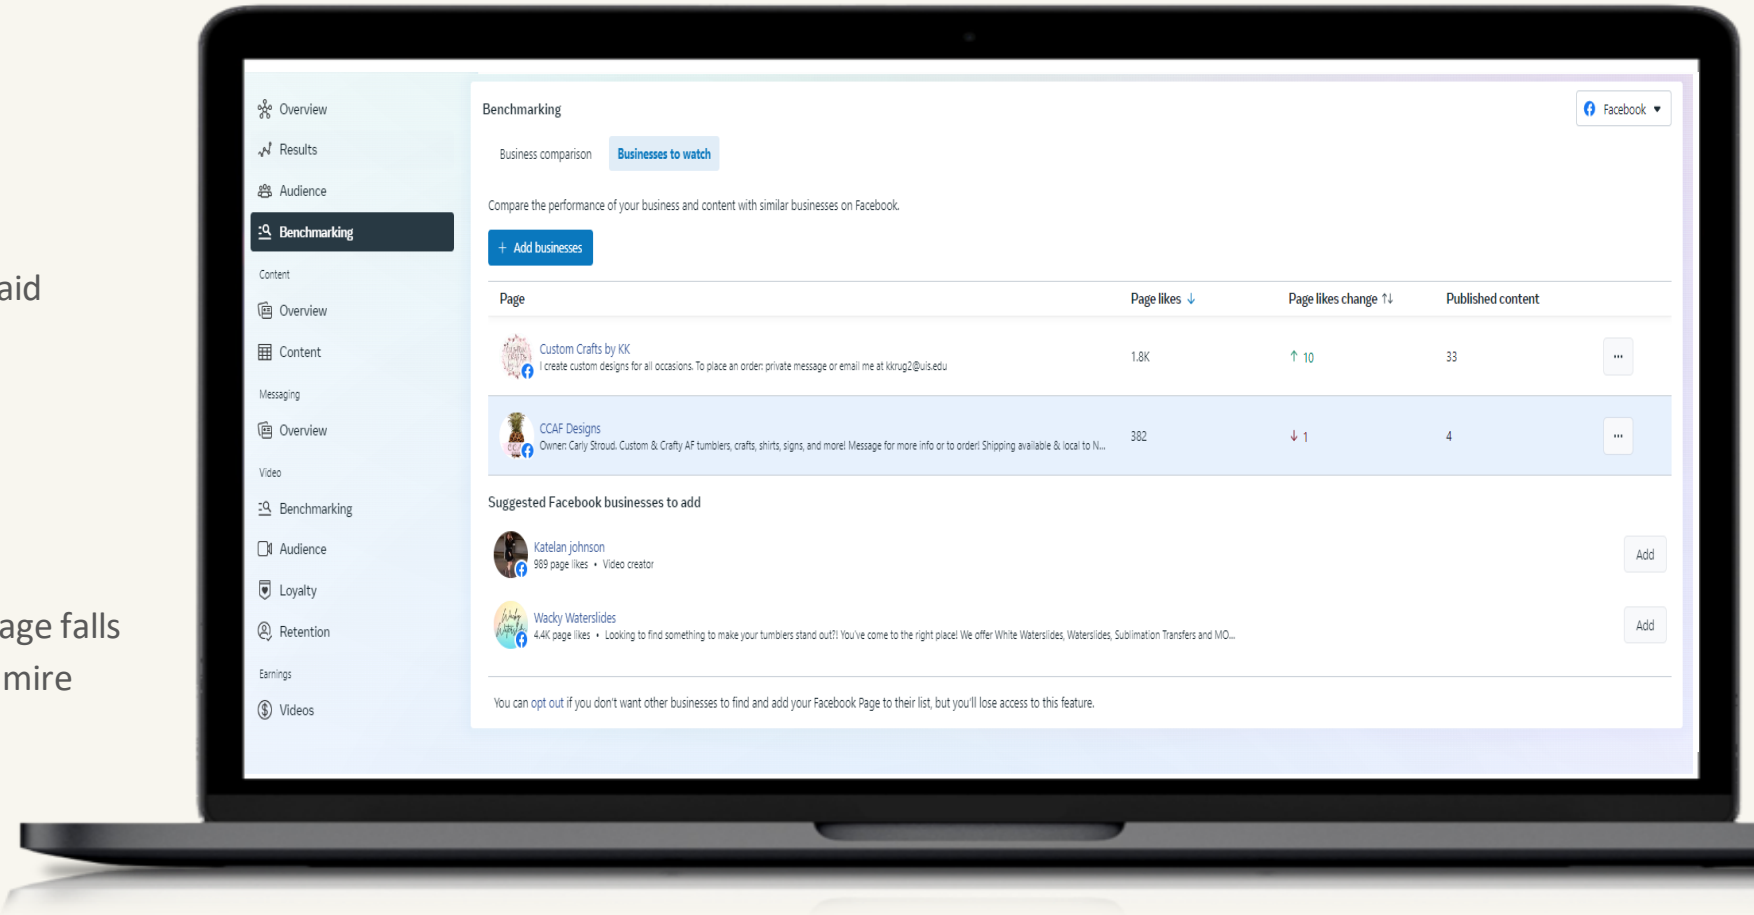 aid
age falls
mire
Overview
Results
Audience
Benchmarking
Content
Overview
Content
Messaging
Overview
Video
Benchmarking
Audience
Loyalty
Retention
Earnings
Videos
Benchmarking
Facebook
Business comparison Businesses to watch
Compare the performance of your business and content with similar businesses on Facebook.
+ Add businesses
Page Page likes ↓ Page likes change ↑↓ Published content
Custom Crafts by KK
I create custom designs for all occasions. To place an order: private message or email me at kkrug2@uis.edu
1.8K ↑ 10 33 ...
CCAF Designs
Owner: Carly Stroud. Custom & Crafty AF tumblers, crafts, shirts, signs, and more! Message for more info or to order! Shipping available & local to N...
382 ↓ 1 4 ...
Suggested Facebook businesses to add
Katelan johnson
989 page likes • Video creator
Add
Wacky Waterslides
4.4K page likes • Looking to find something to make your tumblers stand out?! You've come to the right place! We offer White Waterslides, Waterslides, Sublimation Transfers and MO...
Add
You can opt out if you don't want other businesses to find and add your Facebook Page to their list, but you'll lose access to this feature.